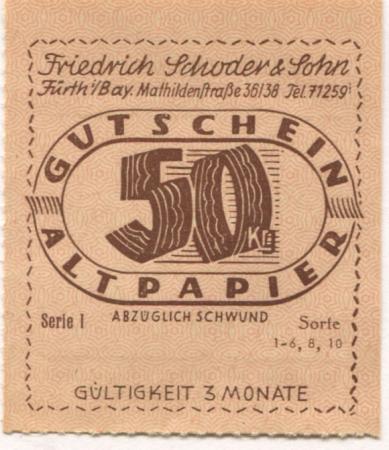 Friedrich Schoder & Sohn
Fürth i/Bay. Mathildenstraße 36/38 Tel. 71259
GUTSCHEIN
50 Kg
ALTPAPIER
ABZÜGLICH SCHWUND
Serie I
Sorte
1-6, 8, 10
GÜLTIGKEIT 3 MONATE